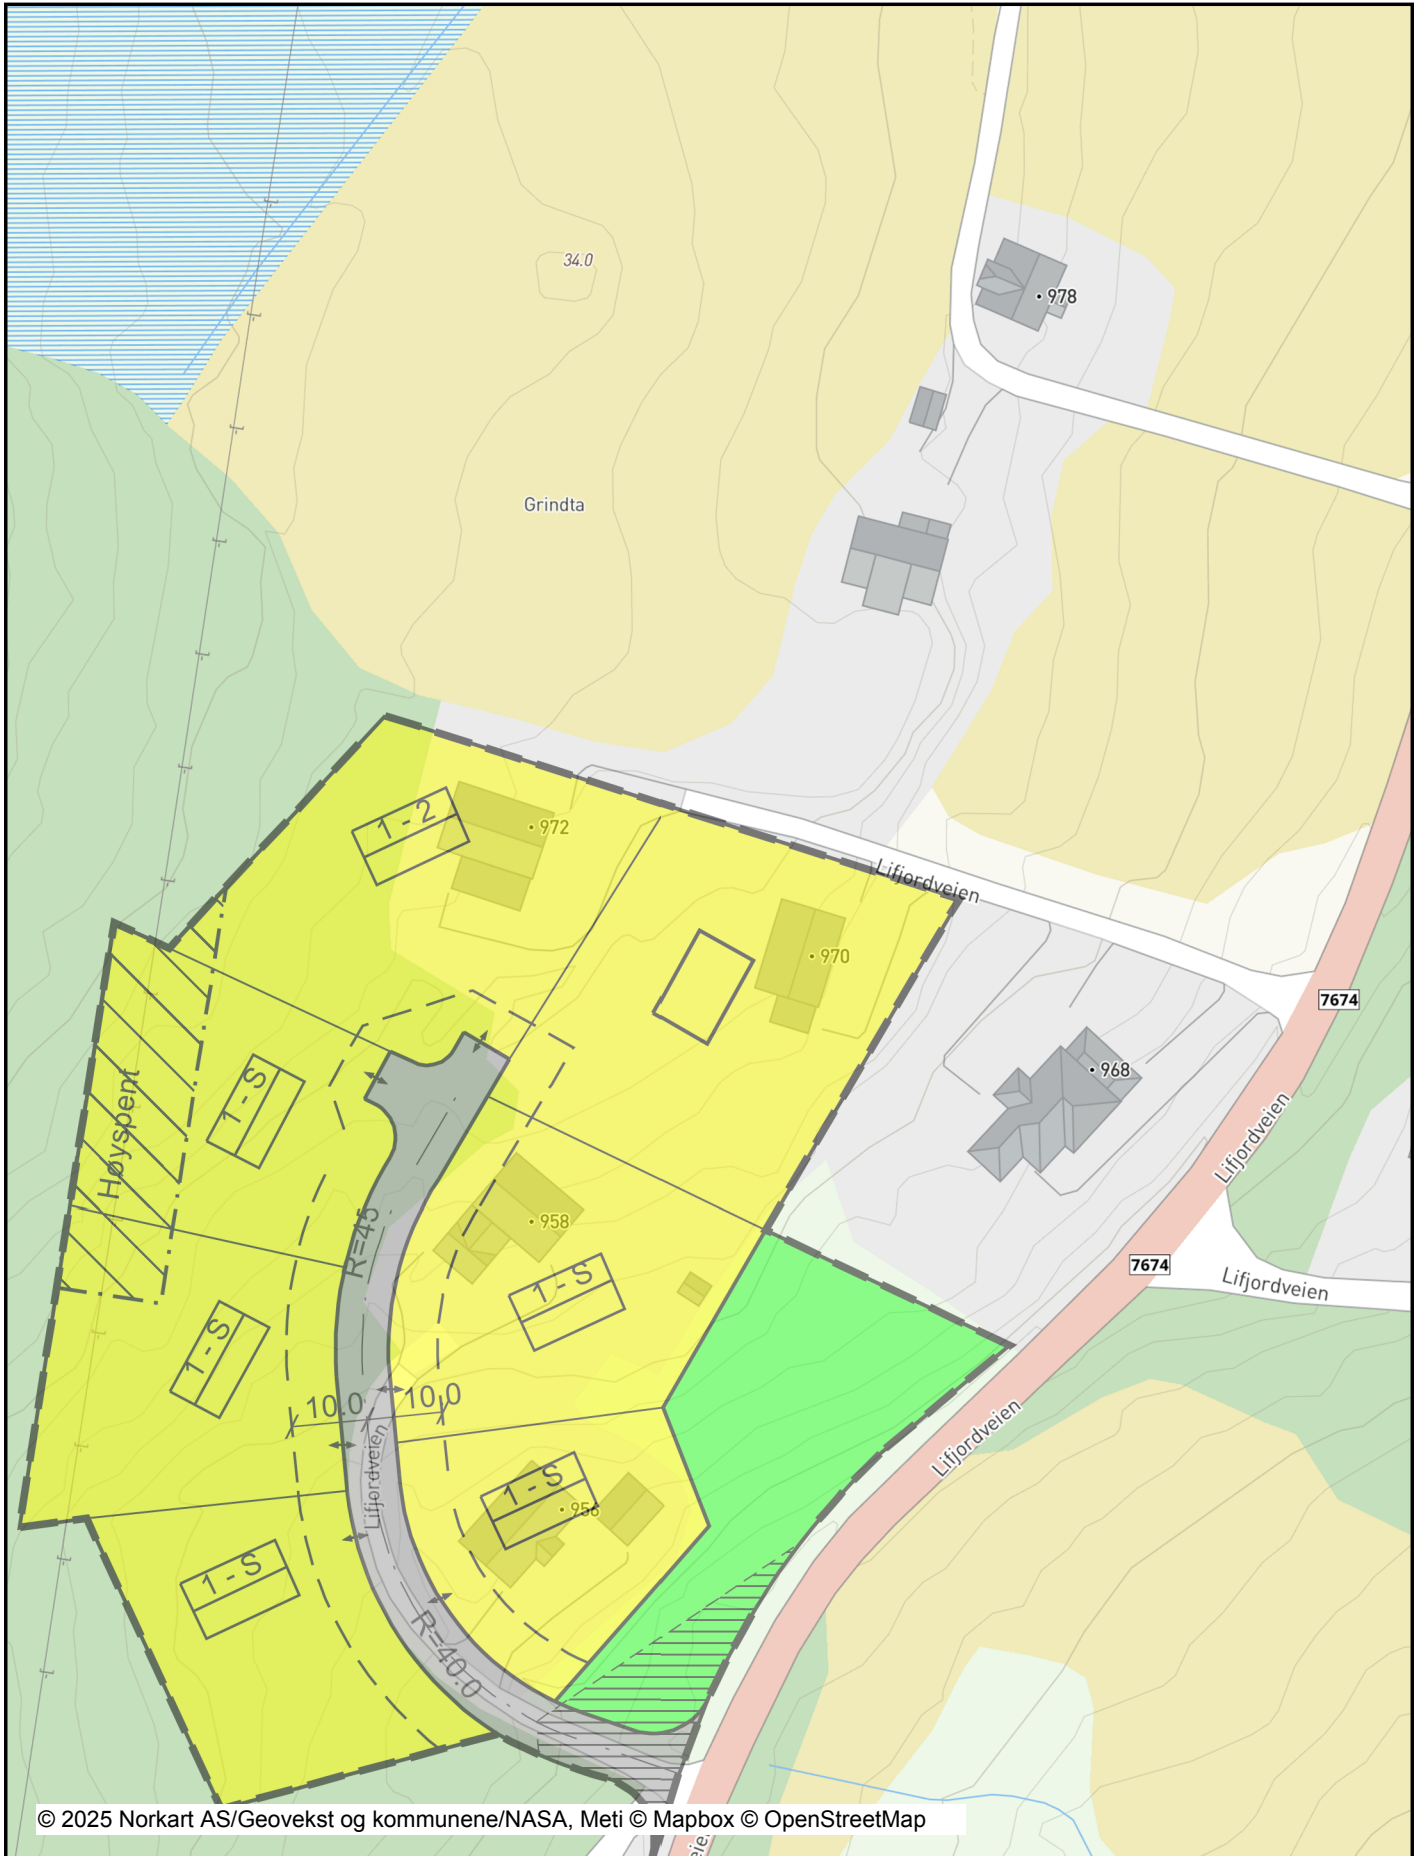 34.0
978
Grindta
1 - 2
972
Lifjordveien
970
7674
968
1 - S
Høyspent
Lifjordveien
958
R=45
7674
1 - S
Lifjordveien
1 - S
10.0
10.0
Lifjordveien
Lifjordveien
1 - S
956
1 - S
R=40.0
© 2025 Norkart AS/Geovekst og kommunene/NASA, Meti © Mapbox © OpenStreetMap